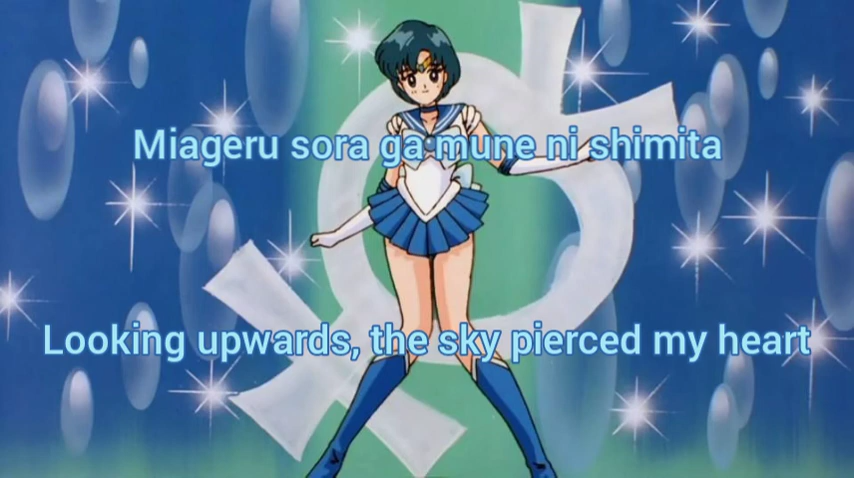 Miageru sora ga mune ni shimita
Looking upwards, the sky pierced my heart